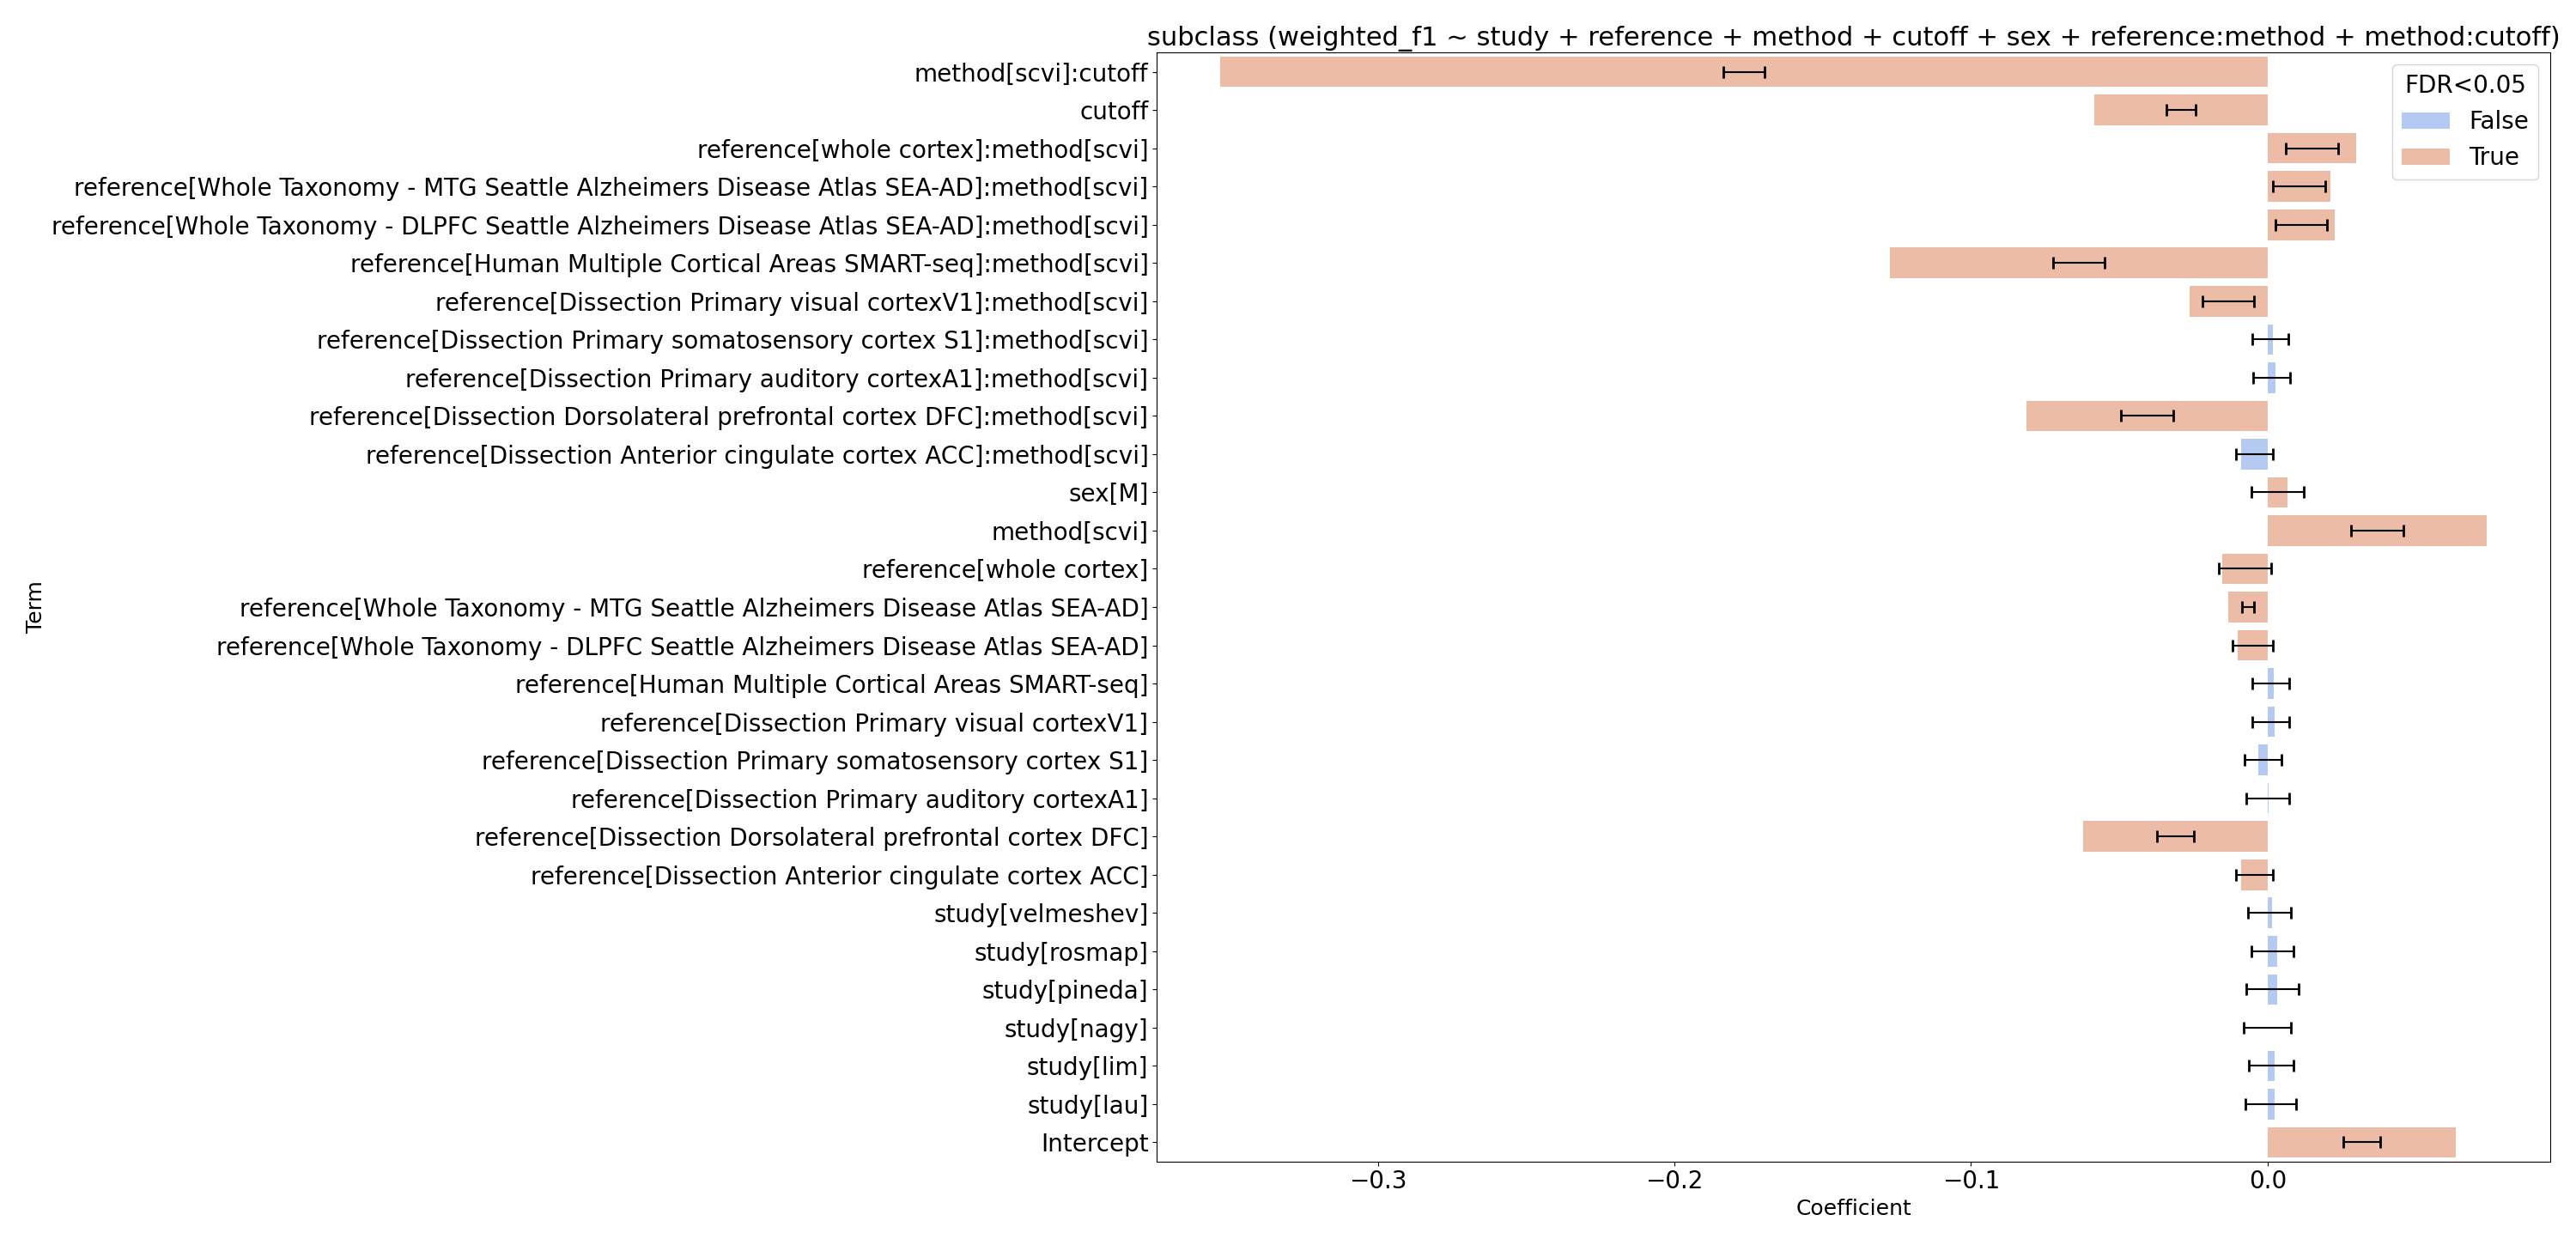 subclass (weighted_f1 ~ study + reference + method + cutoff + sex + reference:method + method:cutoff)
method[scvi]:cutoff
cutoff
reference[whole cortex]:method[scvi]
reference[Whole Taxonomy - MTG Seattle Alzheimers Disease Atlas SEA-AD]:method[scvi]
reference[Whole Taxonomy - DLPFC Seattle Alzheimers Disease Atlas SEA-AD]:method[scvi]
reference[Human Multiple Cortical Areas SMART-seq]:method[scvi]
reference[Dissection Primary visual cortexV1]:method[scvi]
reference[Dissection Primary somatosensory cortex S1]:method[scvi]
reference[Dissection Primary auditory cortexA1]:method[scvi]
reference[Dissection Dorsolateral prefrontal cortex DFC]:method[scvi]
reference[Dissection Anterior cingulate cortex ACC]:method[scvi]
sex[M]
method[scvi]
reference[whole cortex]
reference[Whole Taxonomy - MTG Seattle Alzheimers Disease Atlas SEA-AD]
reference[Whole Taxonomy - DLPFC Seattle Alzheimers Disease Atlas SEA-AD]
reference[Human Multiple Cortical Areas SMART-seq]
reference[Dissection Primary visual cortexV1]
reference[Dissection Primary somatosensory cortex S1]
reference[Dissection Primary auditory cortexA1]
reference[Dissection Dorsolateral prefrontal cortex DFC]
reference[Dissection Anterior cingulate cortex ACC]
study[velmeshev]
study[rosmap]
study[pineda]
study[nagy]
study[lim]
study[lau]
Intercept
Term
FDR<0.05
False
True
−0.3 −0.2 −0.1 0.0
Coefficient